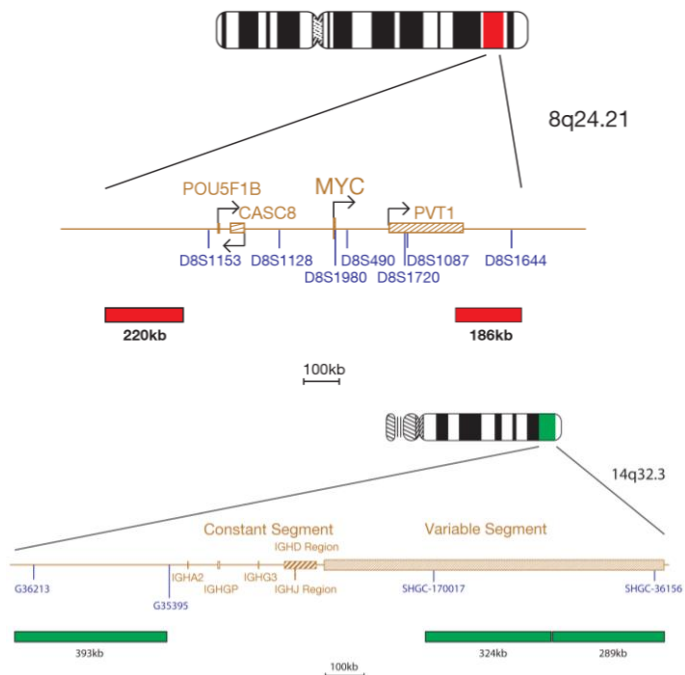 8q24.21
MYC
POU5F1B
CASC8
PVT1
D8S1153
D8S1128
D8S490
D8S1087
D8S1644
D8S1980
D8S1720
220kb
186kb
100kb
14q32.3
Constant Segment
Variable Segment
IGHD Region
IGHA2
IGHG3
IGHGP
IGHJ Region
G36213
SHGC-170017
SHGC-36156
G35395
393kb
324kb
289kb
100kb